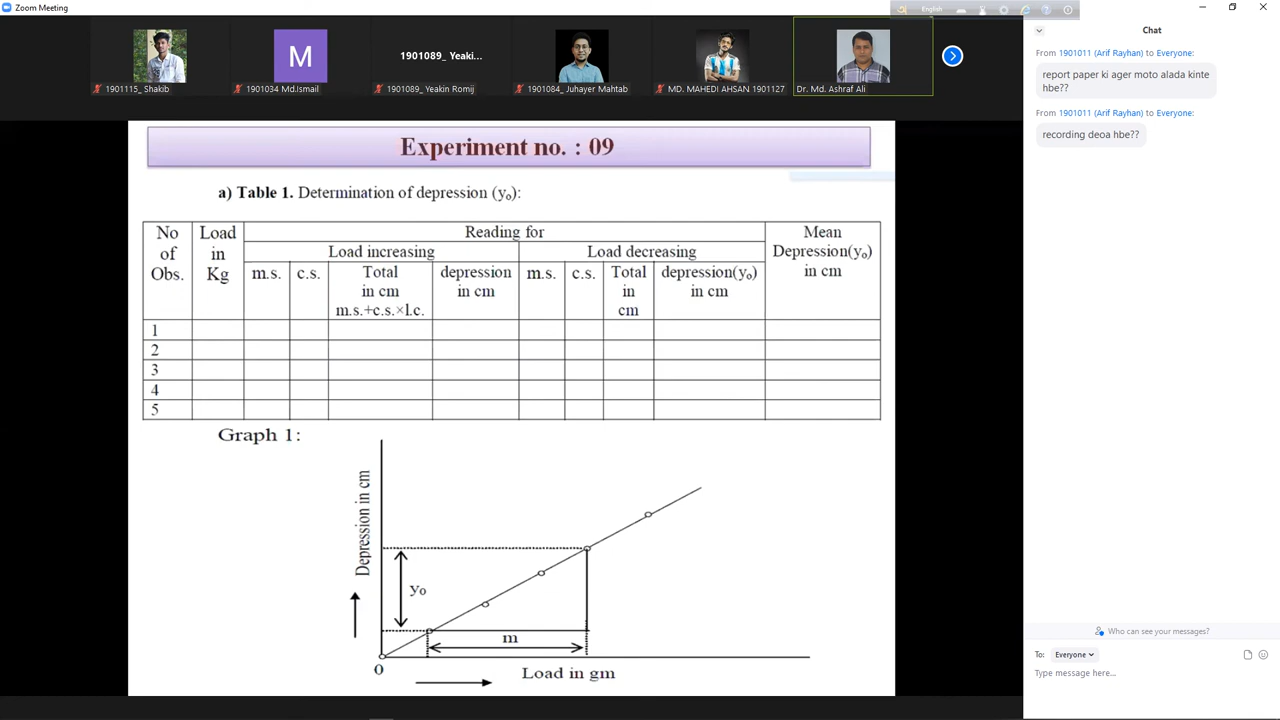 Zoom Meeting
English
1901115_ Shakib
M
1901034 Md.Ismail
1901089_ Yeaki...
1901089_ Yeakin Romij
1901084_ Juhayer Mahtab
MD. MAHEDI AHSAN 1901127
Dr. Md. Ashraf Ali
Experiment no. : 09
a) Table 1. Determination of depression (y₀):
No of Obs.
Load in Kg
Reading for
Mean Depression(y₀) in cm
Load increasing
Load decreasing
m.s.
c.s.
Total in cm m.s.+c.s.×l.c.
depression in cm
m.s.
c.s.
Total in cm
depression(y₀) in cm
1
2
3
4
5
Graph 1:
Depression in cm
y₀
m
0
Load in gm
Chat
From 1901011 (Arif Rayhan) to Everyone:
report paper ki ager moto alada kinte
hbe??
From 1901011 (Arif Rayhan) to Everyone:
recording deoa hbe??
Who can see your messages?
To: Everyone
Type message here...